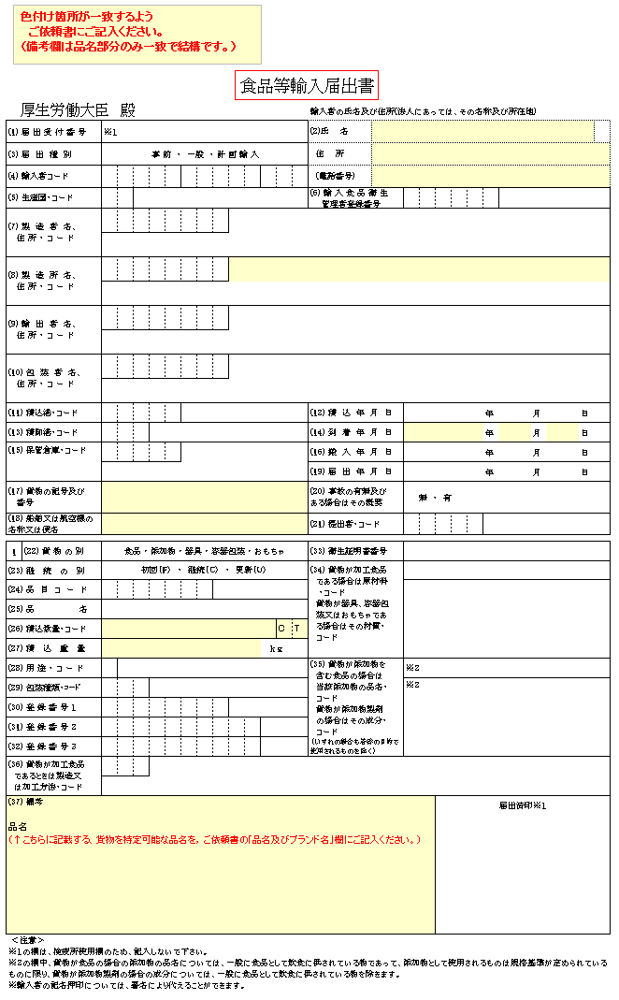 色付け箇所が一致するよう
ご依頼書にご記入ください。
(備考欄は品名部分のみ一致で結構です。)
食品等輸入届出書
厚生労働大臣 殿
輸入者の氏名及び住所(法人にあっては、その名称及び所在地)
(1) 届出受付番号 ※1
(2)氏 名
(3) 届出種別 事前・一般・計画輸入
住 所
(4) 輸入者コード
(電話番号)
(5) 生産国・コード
(6) 輸入食品衛生
管理者登録番号
(7) 製造者名、
住所・コード
(8) 製造所名、
住所・コード
(9) 輸出者名、
住所・コード
(10) 包装者名、
住所・コード
(11) 積込港・コード
(12) 積込年月日 年 月 日
(13) 積卸港・コード
(14) 到着年月日 年 月 日
(15) 保管倉庫・コード
(16) 搬入年月日 年 月 日
(19) 届出年月日 年 月 日
(17) 貨物の記号及び
番号
(20) 事故の有無及び
ある場合はその概要
無・有
(18) 船舶又は航空機の
名称又は便名
(21) 提出者・コード
1 (22) 貨物の別 食品・添加物・器具・容器包装・おもちゃ
(33) 衛生証明書番号
(23) 継続の別 初回(F)・継続(C)・更新(U)
(34) 貨物が加工食品
である場合は原材料
・コード
貨物が器具、容器包
装又はおもちゃであ
る場合はその材質・
コード
(24) 品目コード
(25) 品 名
(26) 積込数量・コード C T
(27) 積込重量 kg
(28) 用途・コード
(35) 貨物が添加物を
含む食品の場合は
当該添加物の品名・
コード
貨物が添加物製剤
の場合はその成分・
コード
(いずれの場合も着香の目的で
使用されるものを除く)
※2
※2
(29) 包装種類・コード
(30) 登録番号1
(31) 登録番号2
(32) 登録番号3
(36) 貨物が加工食品
であるときは製造又
は加工方法・コード
(37) 備考
届出済印※1
品名
(↑こちらに記載する、貨物を特定可能な品名を、ご依頼書の「品名及びブランド名」欄にご記入ください。)
<注意>
※1の欄は、検疫所使用欄のため、記入しないで下さい。
※2の欄中、貨物が食品の場合の添加物の品名については、一般に食品として飲食に供されている物であって、添加物として使用されるものは規格基準が定められている
ものに限り、貨物が添加物製剤の場合の成分については、一般に食品として飲食に供されている物を除きます。
※輸入者の記名押印については、署名により代えることができます。